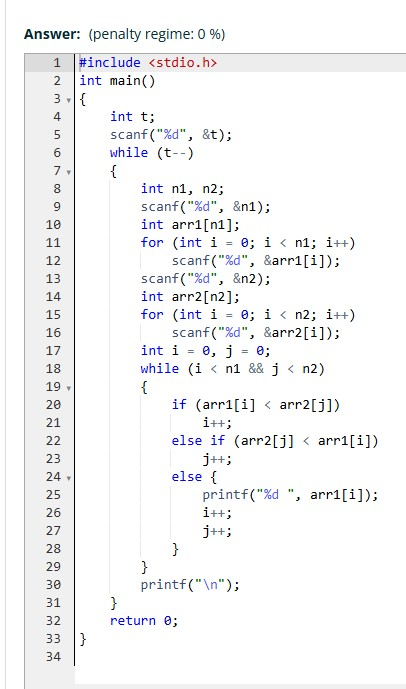 Answer: (penalty regime: 0 %)
1 #include <stdio.h>
2 int main()
3 {
4     int t;
5     scanf("%d", &t);
6     while (t--)
7     {
8         int n1, n2;
9         scanf("%d", &n1);
10         int arr1[n1];
11         for (int i = 0; i < n1; i++)
12             scanf("%d", &arr1[i]);
13         scanf("%d", &n2);
14         int arr2[n2];
15         for (int i = 0; i < n2; i++)
16             scanf("%d", &arr2[i]);
17         int i = 0, j = 0;
18         while (i < n1 && j < n2)
19         {
20             if (arr1[i] < arr2[j])
21                 i++;
22             else if (arr2[j] < arr1[i])
23                 j++;
24             else {
25                 printf("%d ", arr1[i]);
26                 i++;
27                 j++;
28             }
29         }
30         printf("\n");
31     }
32     return 0;
33 }
34